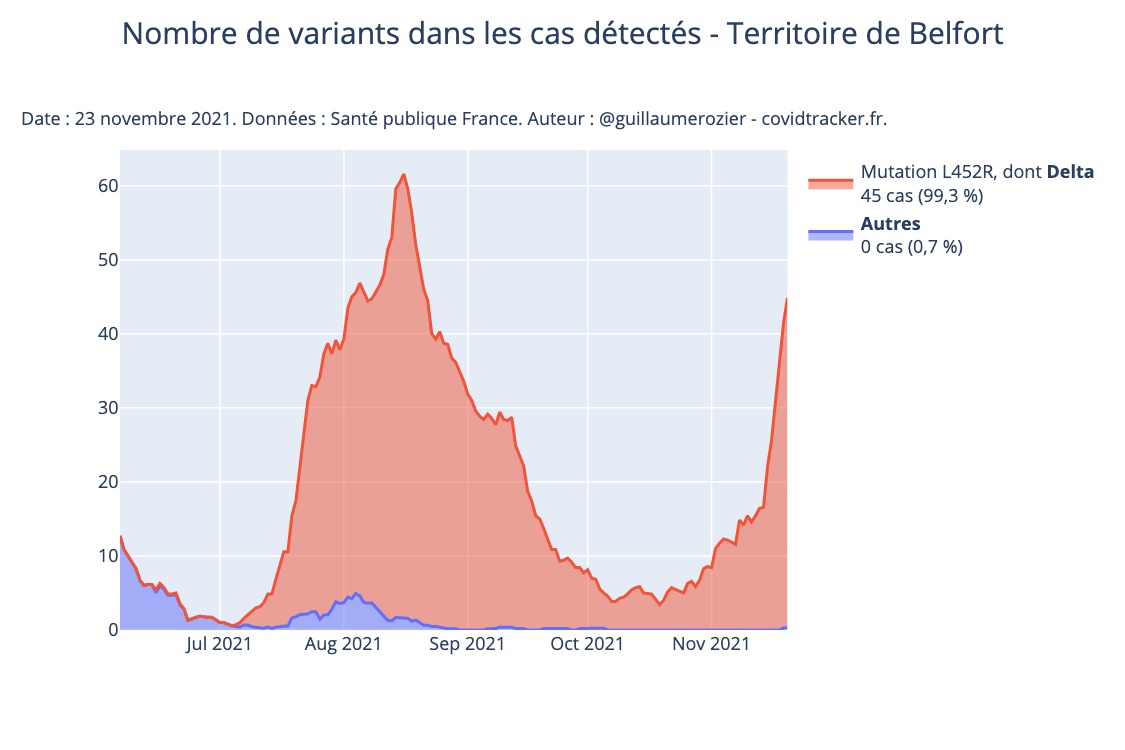 Nombre de variants dans les cas détectés - Territoire de Belfort
Date : 23 novembre 2021. Données : Santé publique France. Auteur : @guillaumerozier - covidtracker.fr.
Mutation L452R, dont Delta
45 cas (99,3 %)
Autres
0 cas (0,7 %)
60
50
40
30
20
10
0
Jul 2021 Aug 2021 Sep 2021 Oct 2021 Nov 2021